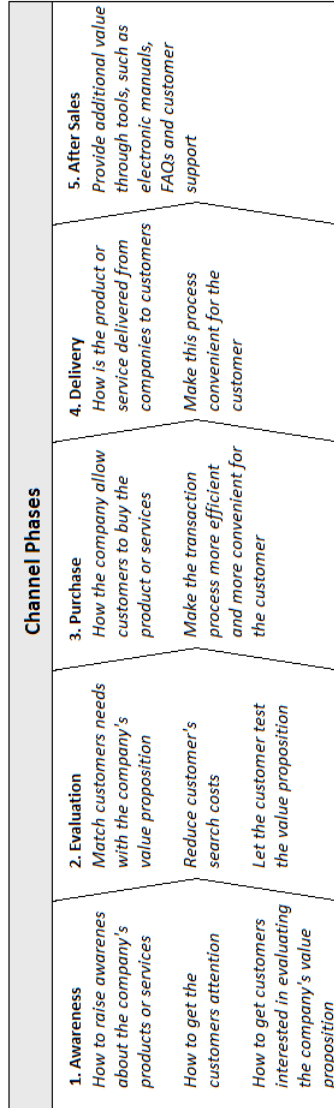 Channel Phases
1. Awareness
How to raise awarenes
about the company's
products or services
How to get the
customers attention
How to get customers
interested in evaluating
the company's value
proposition
2. Evaluation
Match customers needs
with the company's
value proposition
Reduce customer's
search costs
Let the customer test
the value proposition
3. Purchase
How the company allow
customers to buy the
product or services
Make the transaction
process more efficient
and more convenient for
the customer
4. Delivery
How is the product or
service delivered from
companies to customers
Make this process
convenient for the
customer
5. After Sales
Provide additional value
through tools, such as
electronic manuals,
FAQs and customer
support